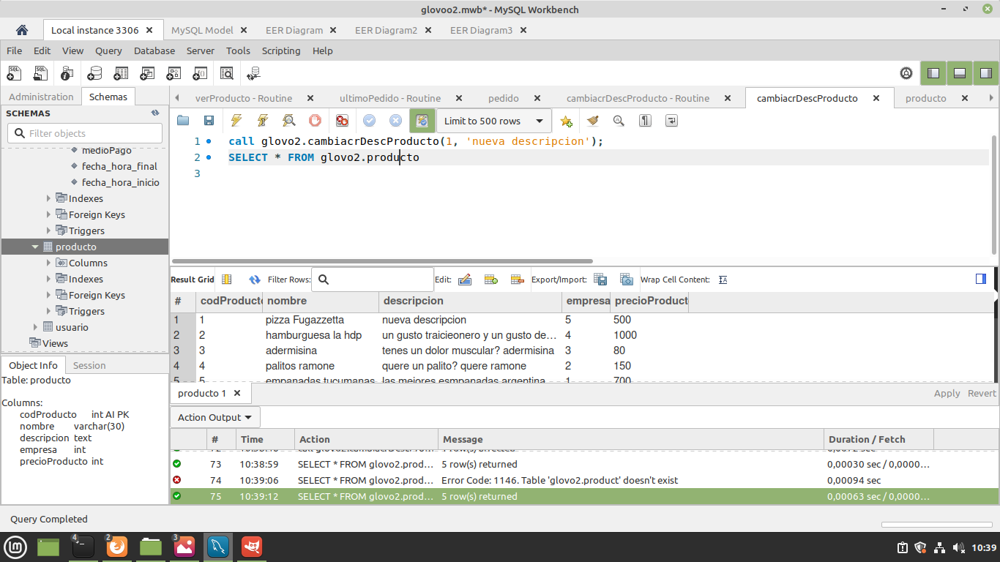 glovoo2.mwb* - MySQL Workbench
Local instance 3306
MySQL Model
EER Diagram
EER Diagram2
EER Diagram3
File Edit View Query Database Server Tools Scripting Help
Administration Schemas
verProducto - Routine
ultimoPedido - Routine
pedido
cambiacrDescProducto - Routine
cambiacrDescProducto
producto
SCHEMAS
Filter objects
Limit to 500 rows
1 call glovo2.cambiacrDescProducto(1, 'nueva descripcion');
2 SELECT * FROM glovo2.producto
3
medioPago
fecha_hora_final
fecha_hora_inicio
Indexes
Foreign Keys
Triggers
producto
Columns
Indexes
Foreign Keys
Triggers
usuario
Views
Result Grid Filter Rows: Edit: Export/Import: Wrap Cell Content:
# codProducto nombre descripcion empresa precioProduct
1 1 pizza Fugazzetta nueva descripcion 5 500
2 2 hamburguesa la hdp un gusto traicieonero y un gusto de... 4 1000
3 3 adermisina tenes un dolor muscular? adermisina 3 80
4 4 palitos ramone quere un palito? quere ramone 2 150
5 5 empanadas tucumanas las mejores esmpanadas argentina 1 700
Object Info Session
Table: producto
Columns:
codProducto int AI PK
nombre varchar(30)
descripcion text
empresa int
precioProducto int
producto 1
Apply Revert
Action Output
# Time Action Message Duration / Fetch
73 10:38:59 SELECT * FROM glovo2.prod... 5 row(s) returned 0,00030 sec / 0,0000...
74 10:39:06 SELECT * FROM glovo2.prod... Error Code: 1146. Table 'glovo2.product' doesn't exist 0,00094 sec
75 10:39:12 SELECT * FROM glovo2.prod... 5 row(s) returned 0,00063 sec / 0,0000...
Query Completed
4 2 3
10:39